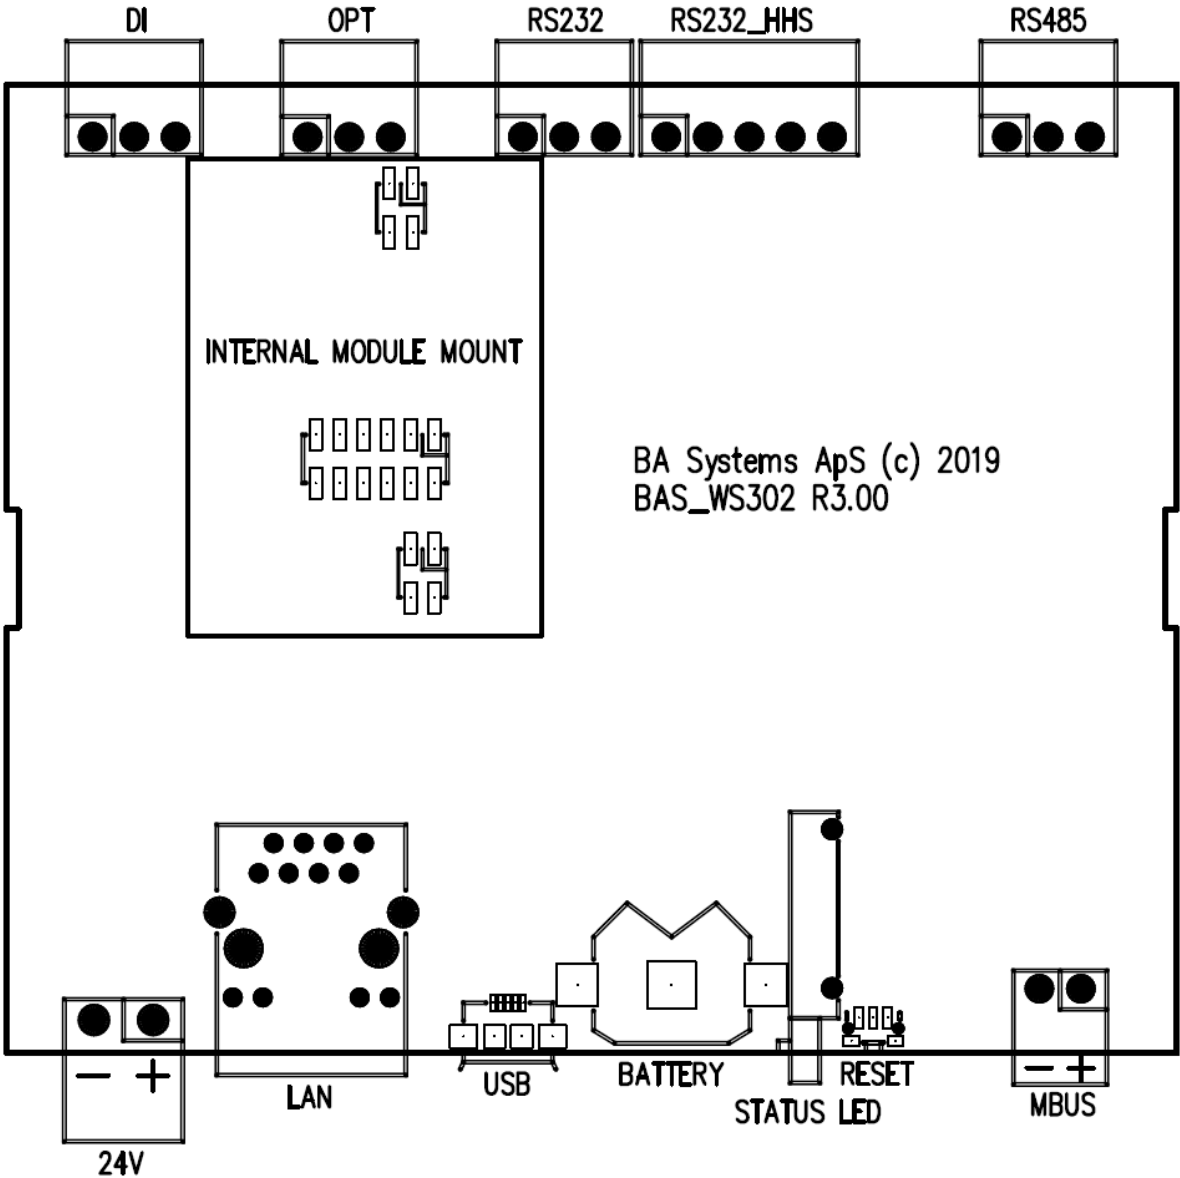 DI
OPT
RS232
RS232_HHS
RS485
INTERNAL MODULE MOUNT
BA Systems ApS (c) 2019
BAS_WS302 R3.00
− +
24V
LAN
USB
BATTERY
STATUS LED
RESET
− +
MBUS